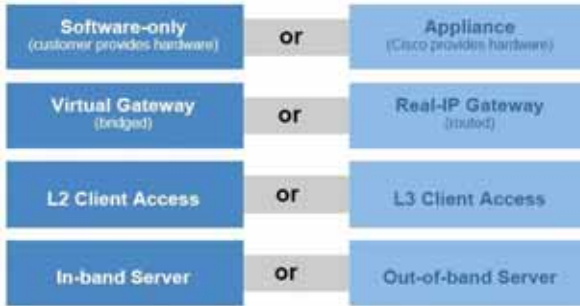 Software-only or Appliance
(customer provides hardware) (Cisco provides hardware)
Virtual Gateway or Real-IP Gateway
(bridged) (routed)
L2 Client Access or L3 Client Access
In-band Server or Out-of-band Server